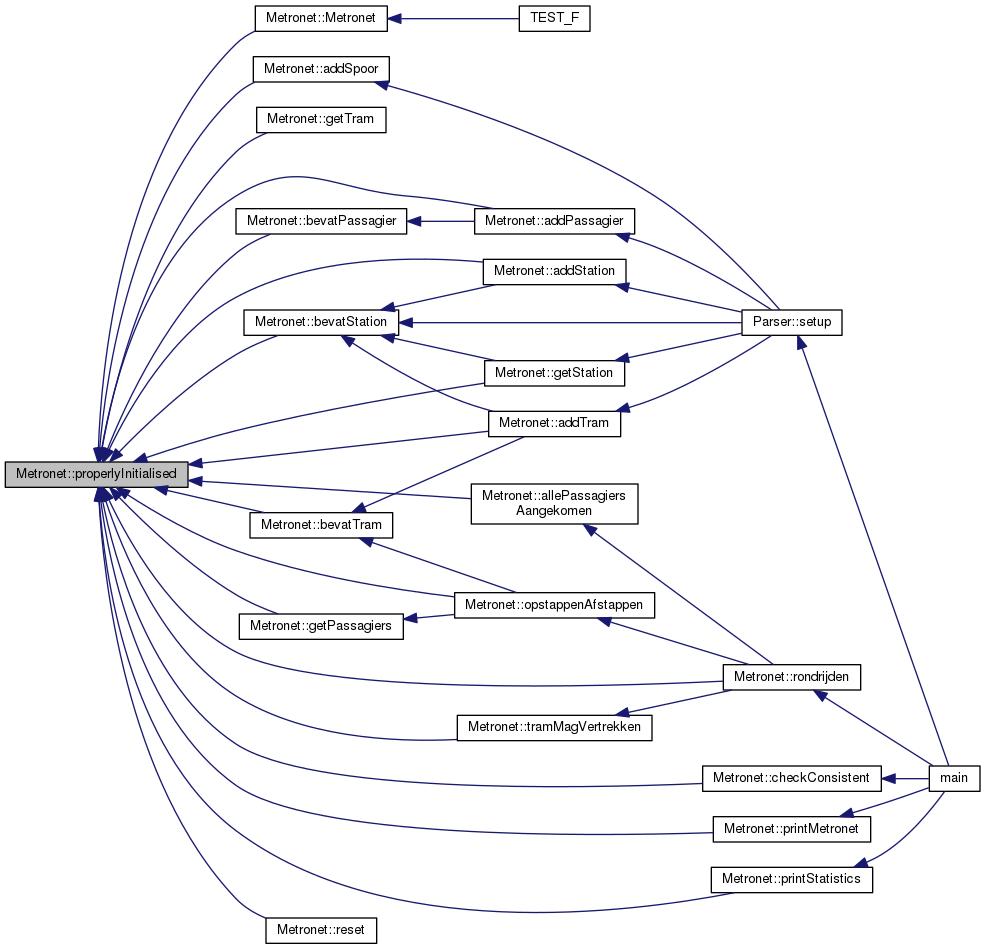 Metronet::Metronet
TEST_F
Metronet::addSpoor
Metronet::getTram
Metronet::bevatPassagier
Metronet::addPassagier
Metronet::addStation
Metronet::bevatStation
Parser::setup
Metronet::getStation
Metronet::addTram
Metronet::properlyInitialised
Metronet::allePassagiers
Aangekomen
Metronet::bevatTram
Metronet::opstappenAfstappen
Metronet::getPassagiers
Metronet::rondrijden
Metronet::tramMagVertrekken
Metronet::checkConsistent
main
Metronet::printMetronet
Metronet::printStatistics
Metronet::reset